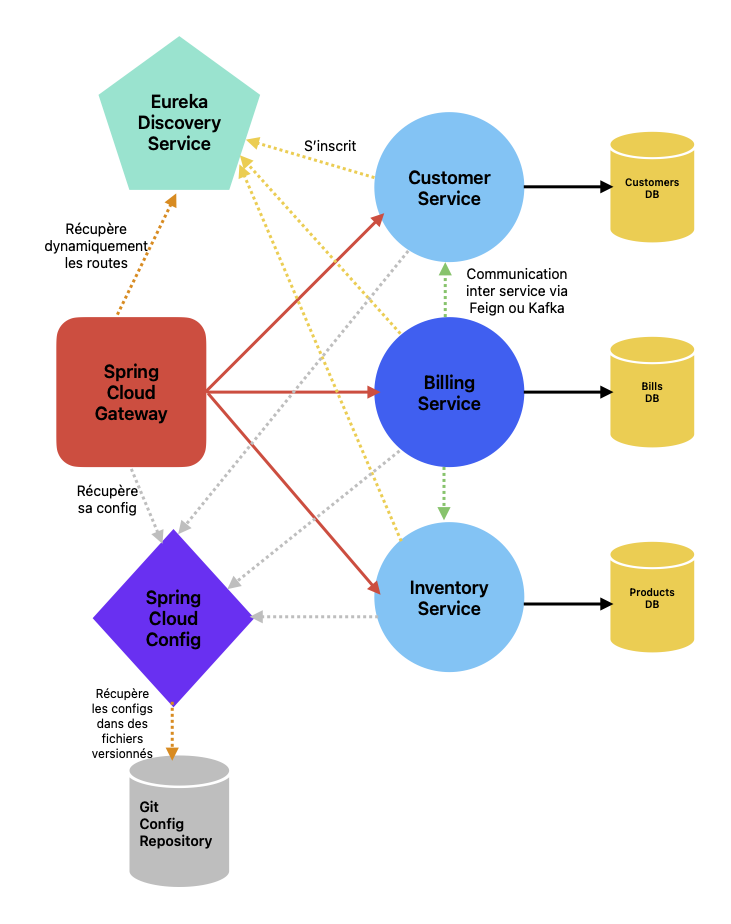 Eureka
Discovery
Service
S’inscrit
Customer
Service
Customers
DB
Récupère
dynamiquement
les routes
Communication
inter service via
Feign ou Kafka
Spring
Cloud
Gateway
Billing
Service
Bills
DB
Récupère
sa config
Spring
Cloud
Config
Inventory
Service
Products
DB
Récupère
les configs
dans des
fichiers
versionnés
Git
Config
Repository